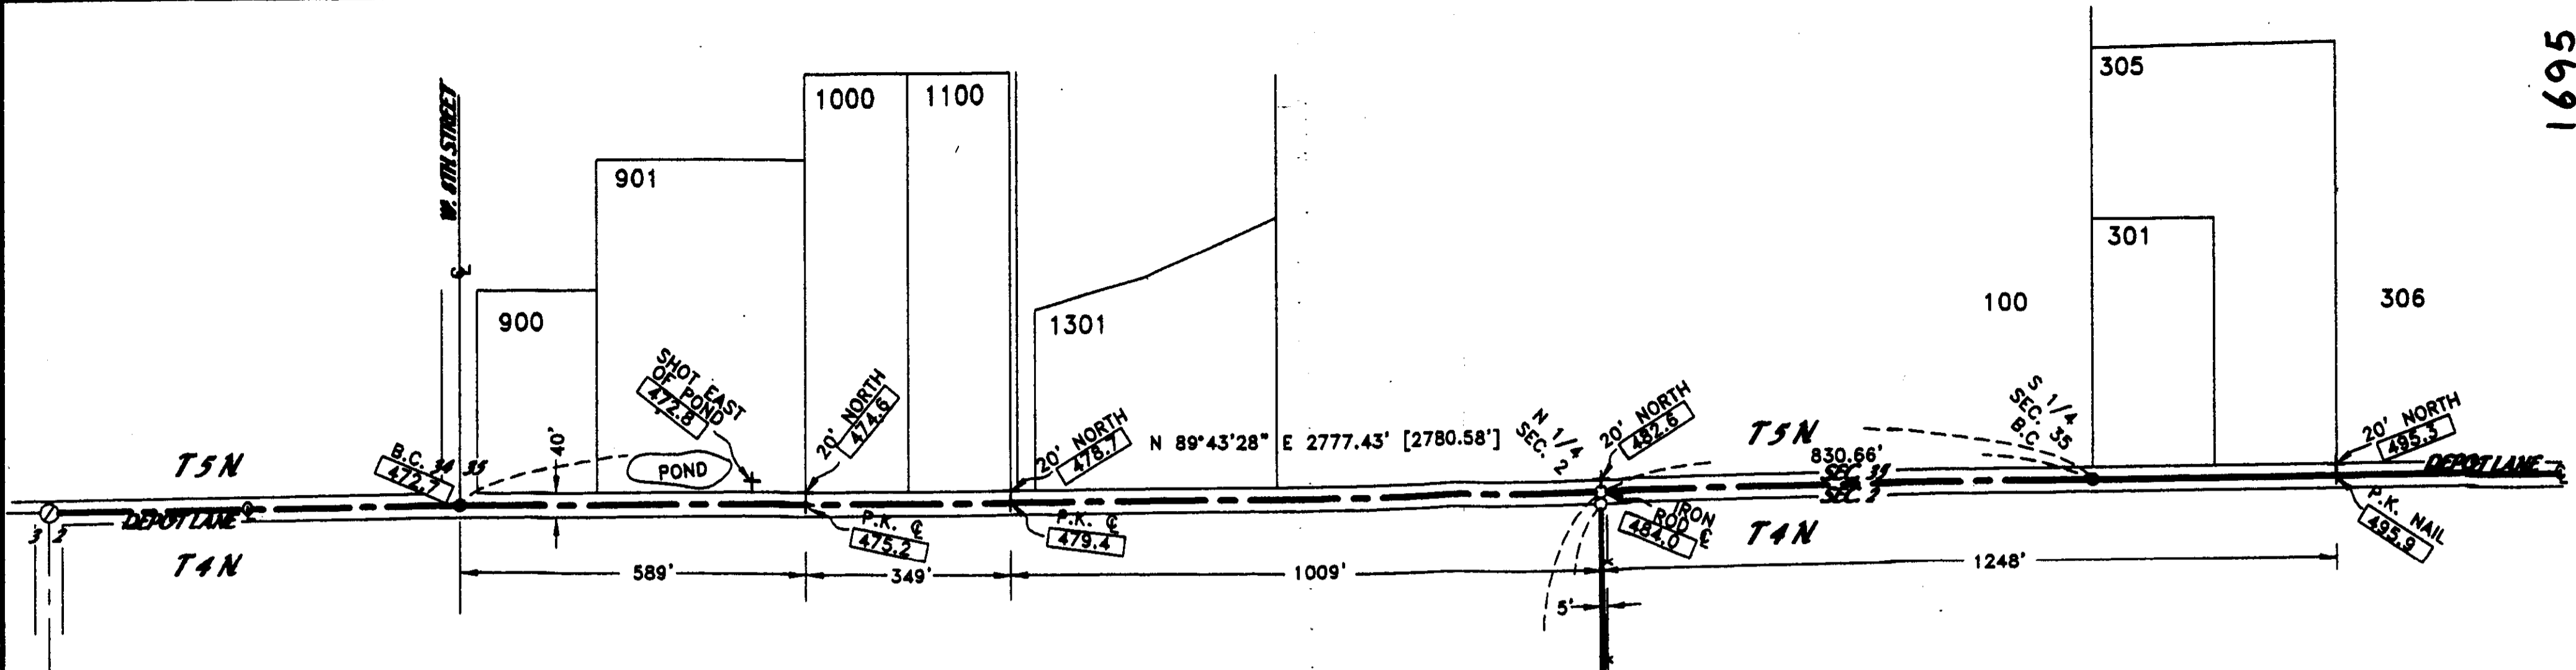 1695
305
1000
1100
W. 8TH STREET
901
301
100
306
900
1301
SHOT EAST
OF POND
472.8
20' NORTH
474.6
20' NORTH
478.7
N 89°43'28" E 2777.43' [2780.58']
N 1/4
SEC. 2
20' NORTH
482.6
S 1/4
SEC. 35
B.C.
20' NORTH
495.3
T5N
B.C.
472.7
34
35
40'
POND
T5N
830.66'
SEC. 35
SEC. 2
DEPOT LANE
3
2
DEPOT LANE
T4N
P.K. ℄
475.2
P.K. ℄
479.4
IRON
ROD ℄
484.0
T4N
P.K. NAIL
495.9
589'
349'
1009'
1248'
5'